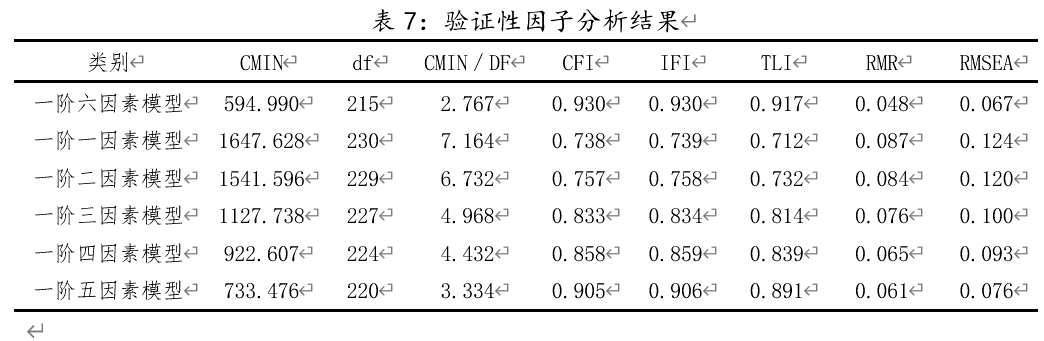 表 7：验证性因子分析结果↵
类别↵ CMIN↵ df↵ CMIN／DF↵ CFI↵ IFI↵ TLI↵ RMR↵ RMSEA↵
一阶六因素模型↵ 594.990↵ 215↵ 2.767↵ 0.930↵ 0.930↵ 0.917↵ 0.048↵ 0.067↵
一阶一因素模型↵ 1647.628↵ 230↵ 7.164↵ 0.738↵ 0.739↵ 0.712↵ 0.087↵ 0.124↵
一阶二因素模型↵ 1541.596↵ 229↵ 6.732↵ 0.757↵ 0.758↵ 0.732↵ 0.084↵ 0.120↵
一阶三因素模型↵ 1127.738↵ 227↵ 4.968↵ 0.833↵ 0.834↵ 0.814↵ 0.076↵ 0.100↵
一阶四因素模型↵ 922.607↵ 224↵ 4.432↵ 0.858↵ 0.859↵ 0.839↵ 0.065↵ 0.093↵
一阶五因素模型↵ 733.476↵ 220↵ 3.334↵ 0.905↵ 0.906↵ 0.891↵ 0.061↵ 0.076↵
↵